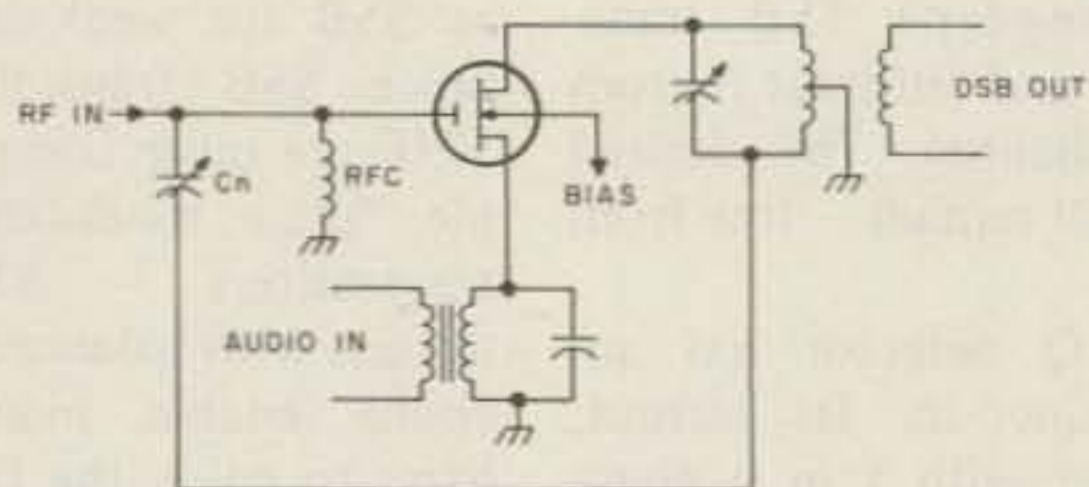 RF IN
Cn
RFC
BIAS
DSB OUT
AUDIO IN